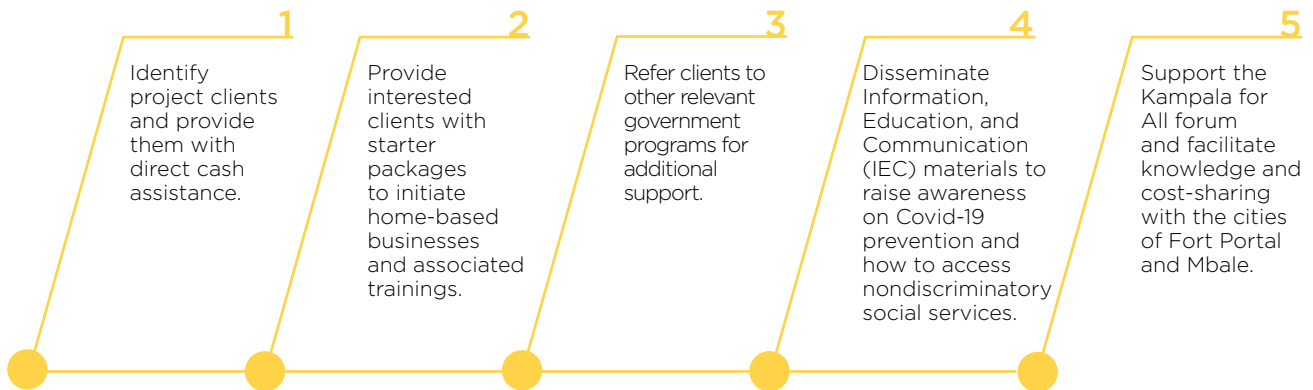 1
Identify
project clients
and provide
them with
direct cash
assistance.
2
Provide
interested
clients with
starter
packages
to initiate
home-based
businesses
and associated
trainings.
3
Refer clients to
other relevant
government
programs for
additional
support.
4
Disseminate
Information,
Education, and
Communication
(IEC) materials to
raise awareness
on Covid-19
prevention and
how to access
nondiscriminatory
social services.
5
Support the
Kampala for
All forum
and facilitate
knowledge and
cost-sharing
with the cities
of Fort Portal
and Mbale.